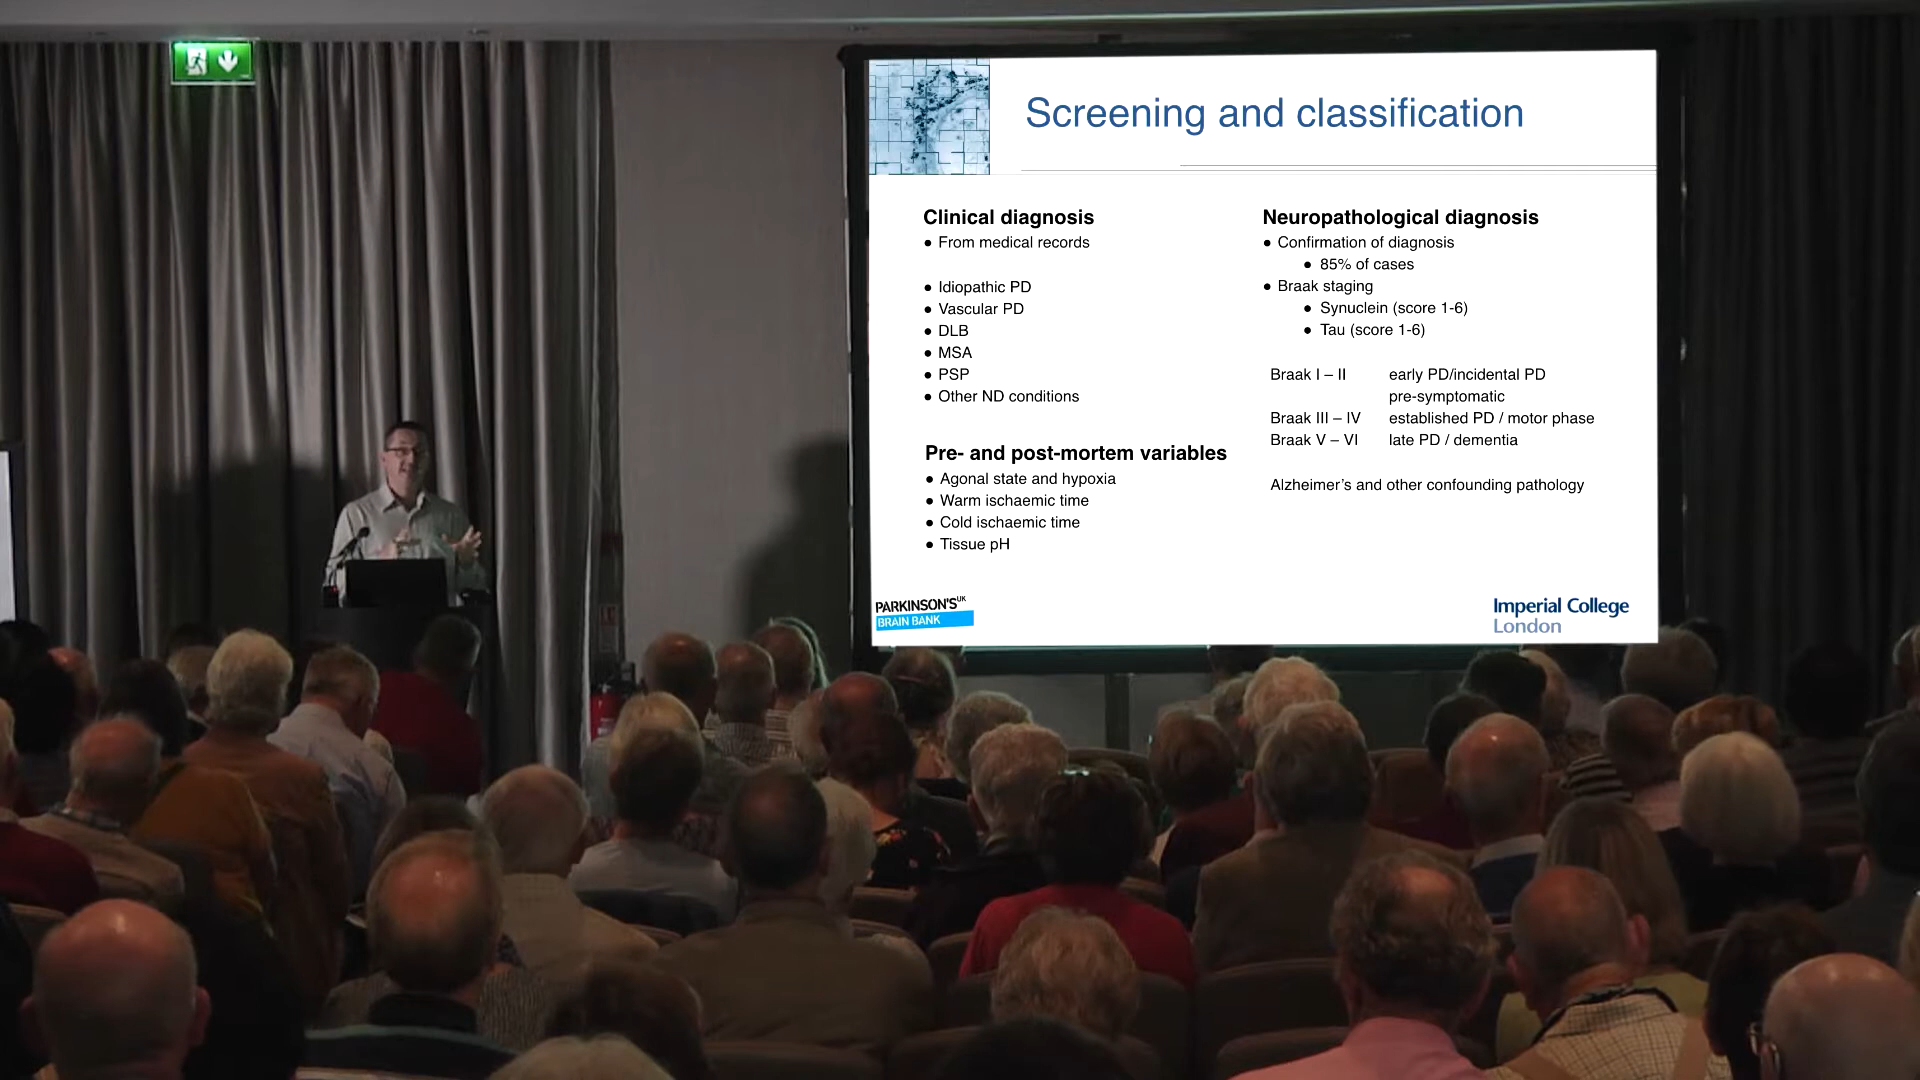 Screening and classification
Clinical diagnosis
● From medical records
● Idiopathic PD
● Vascular PD
● DLB
● MSA
● PSP
● Other ND conditions
Pre- and post-mortem variables
● Agonal state and hypoxia
● Warm ischaemic time
● Cold ischaemic time
● Tissue pH
Neuropathological diagnosis
● Confirmation of diagnosis
● 85% of cases
● Braak staging
● Synuclein (score 1-6)
● Tau (score 1-6)
Braak I – II early PD/incidental PD
pre-symptomatic
Braak III – IV established PD / motor phase
Braak V – VI late PD / dementia
Alzheimer's and other confounding pathology
PARKINSON'S UK
BRAIN BANK
Imperial College
London